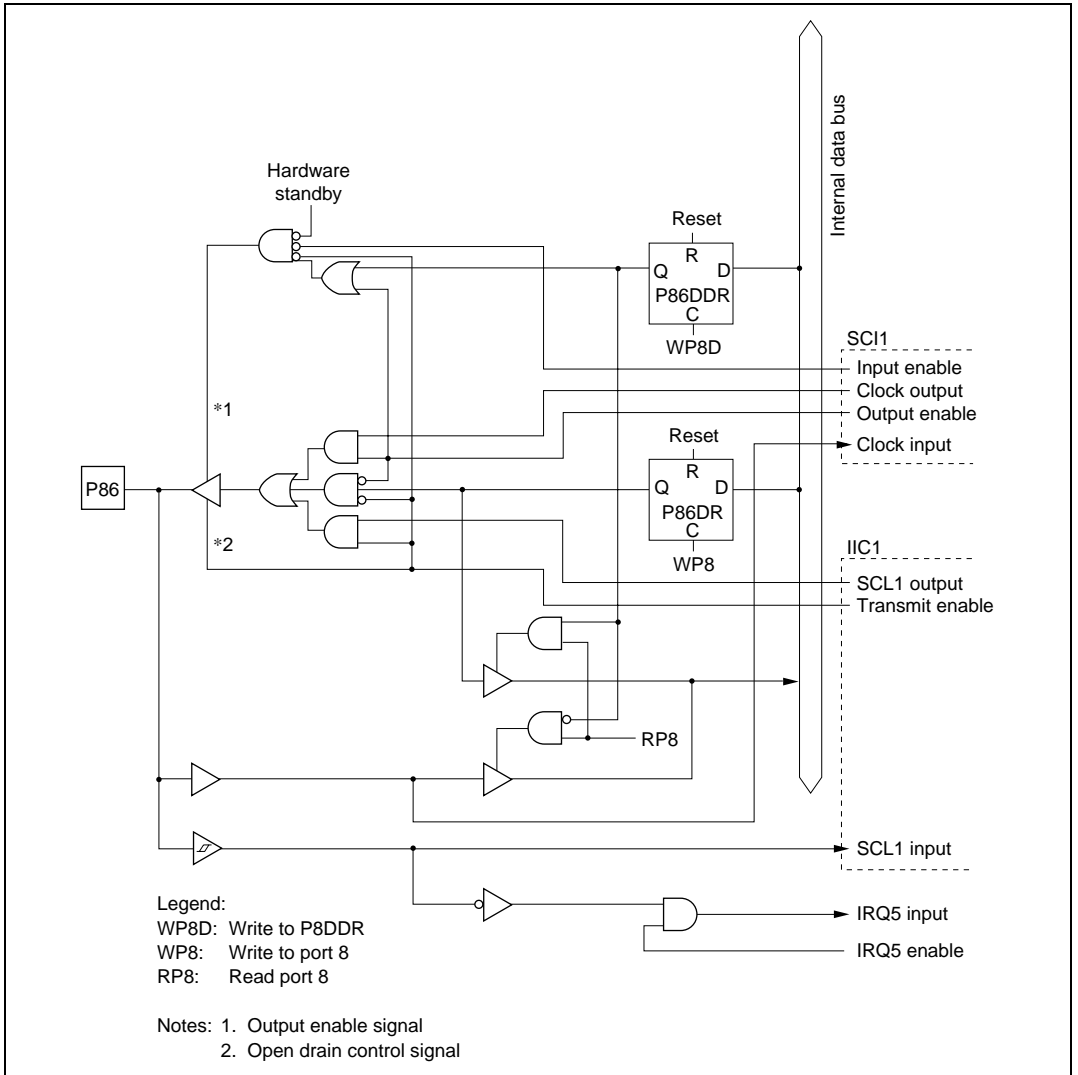 Internal data bus
Hardware
standby
Reset
R
Q D
P86DDR
C
WP8D
SCI1
Input enable
Clock output
Output enable
Clock input
*1
Reset
R
Q D
P86DR
C
WP8
P86
*2
IIC1
SCL1 output
Transmit enable
RP8
SCL1 input
IRQ5 input
IRQ5 enable
Legend:
WP8D: Write to P8DDR
WP8: Write to port 8
RP8: Read port 8
Notes: 1. Output enable signal
2. Open drain control signal